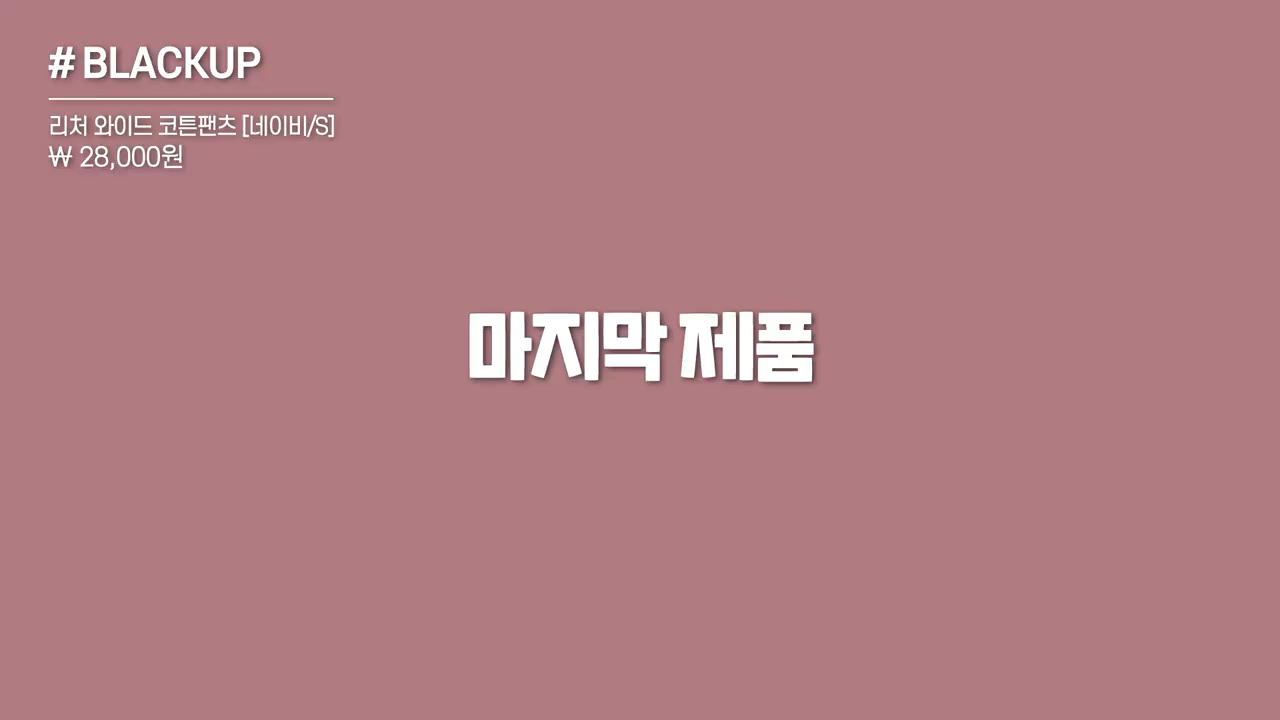 # BLACKUP
리처 와이드 코튼팬츠 [네이비/S]
₩ 28,000원
마지막 제품